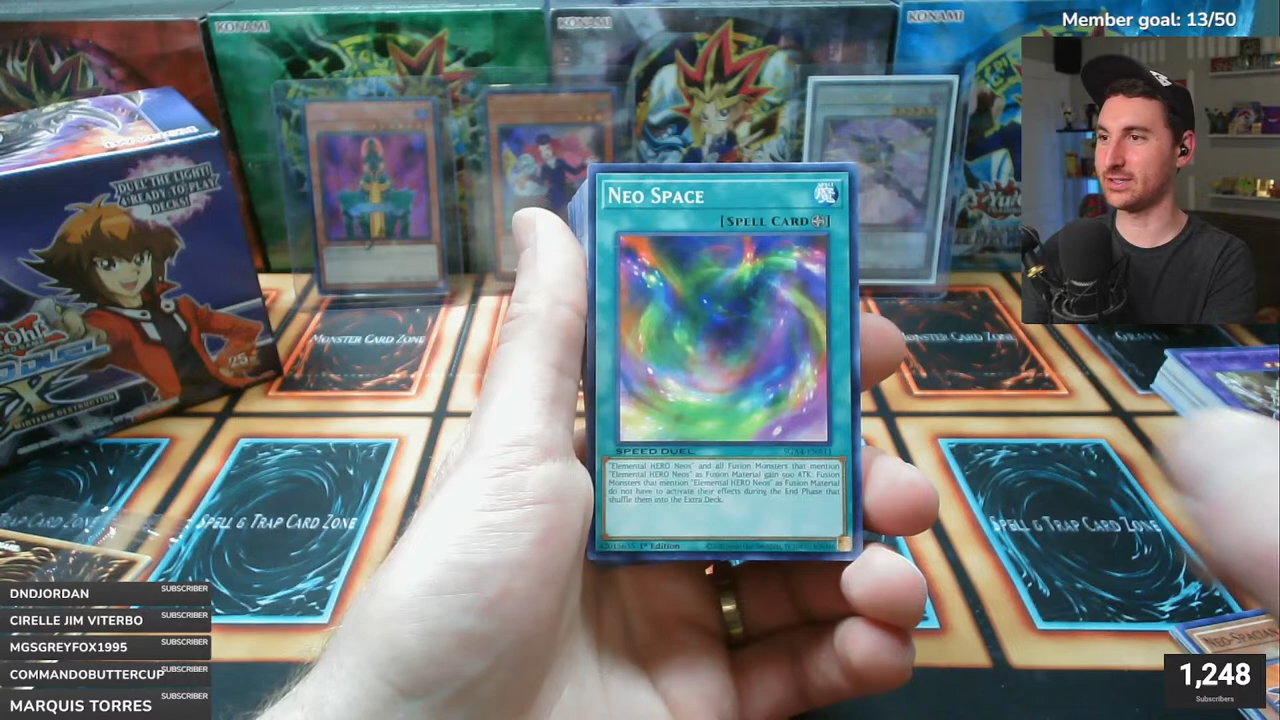 Member goal: 13/50
KONAMI
KONAMI
KONAMI
DUEL THE LIGHT!
4 READY TO PLAY
DECKS!
Neo Space
[Spell Card]
SPEED DUEL
"Elemental HERO Neos" and all Fusion Monsters that mention
"Elemental HERO Neos" as Fusion Material gain 500 ATK. Fusion
Monsters that mention "Elemental HERO Neos" as Fusion Material
do not have to activate their effects during the End Phase that
shuffle them into the Extra Deck.
1st Edition
MONSTER CARD ZONE
MONSTER CARD ZONE
SPELL & TRAP CARD ZONE
SPELL & TRAP CARD ZONE
MIDTERM DESTRUCTION
DNDJORDAN SUBSCRIBER
CIRELLE JIM VITERBO SUBSCRIBER
MGSGREYFOX1995 SUBSCRIBER
COMMANDOBUTTERCUP SUBSCRIBER
MARQUIS TORRES SUBSCRIBER
1,248
Subscribers